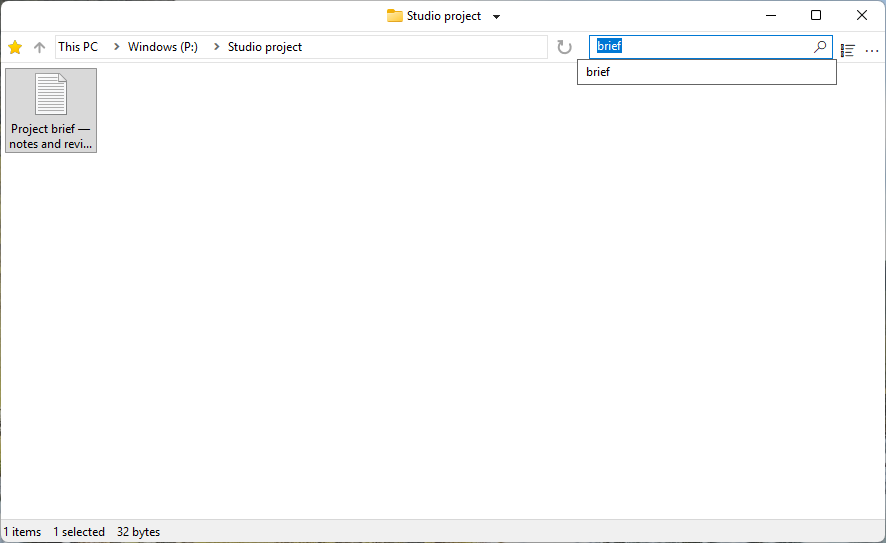 Studio project
This PC > Windows (P:) > Studio project
brief
brief
Project brief —
notes and revi...
1 items 1 selected 32 bytes